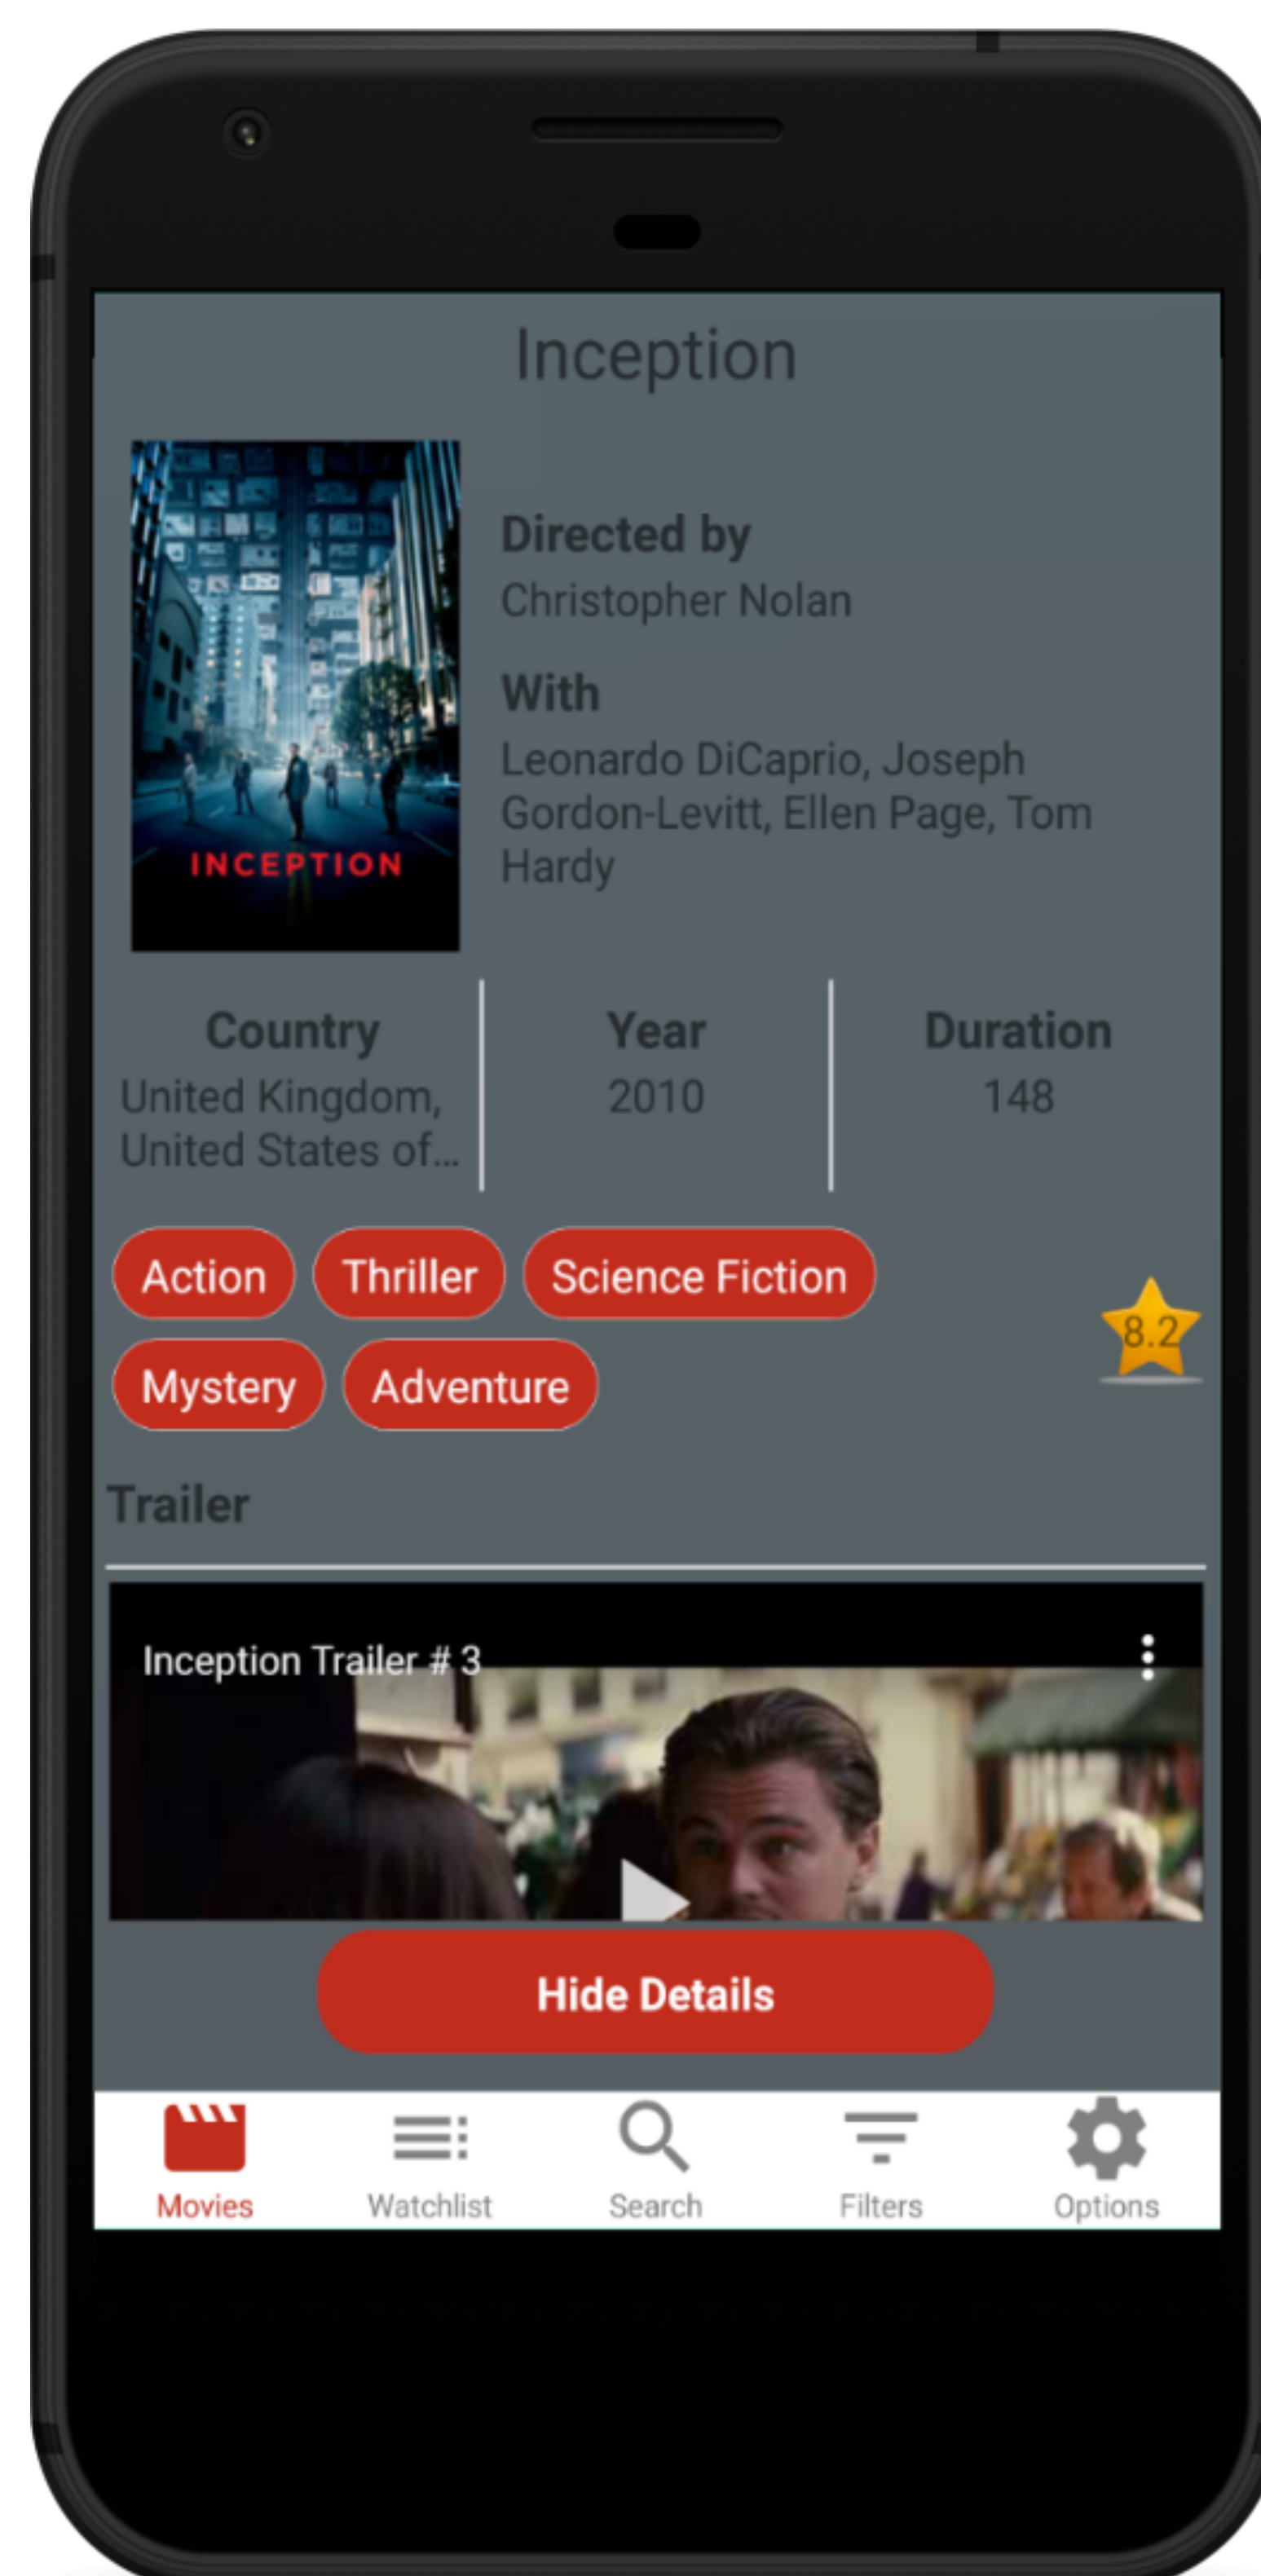 Inception
Directed by
Christopher Nolan
With
Leonardo DiCaprio, Joseph
Gordon-Levitt, Ellen Page, Tom
Hardy
INCEPTION
Country
United Kingdom,
United States of...
Year
2010
Duration
148
Action
Thriller
Science Fiction
Mystery
Adventure
8.2
Trailer
Inception Trailer # 3
Hide Details
Movies
Watchlist
Search
Filters
Options